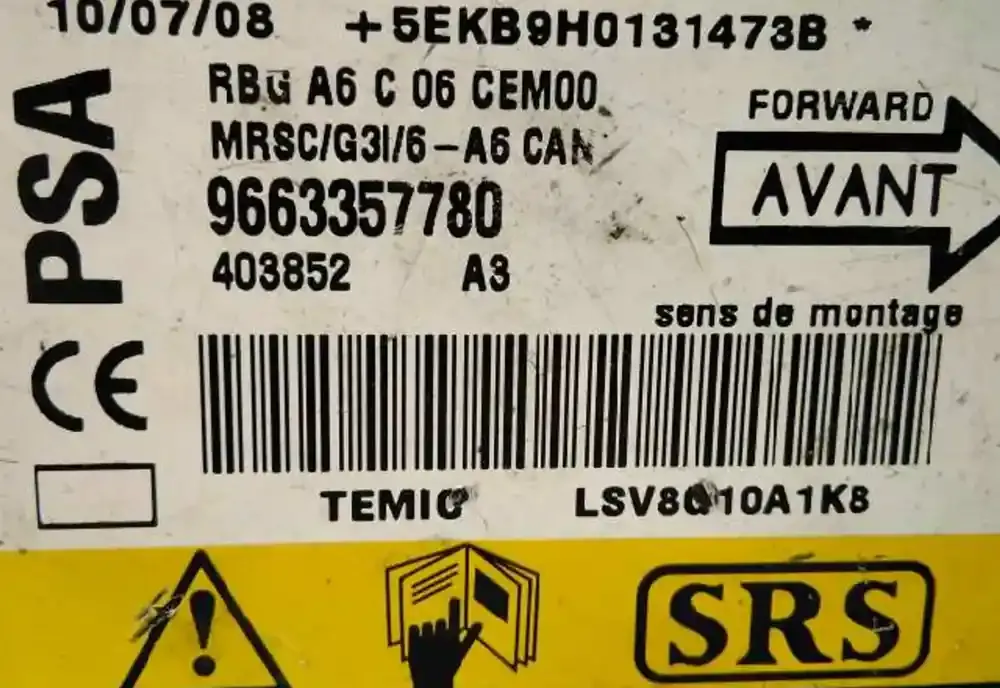 10/07/08 +5EKB9H0131473B *
RBG A6 C 06 CEM00
MRSC/G3I/6-A6 CAN
9663357780
403852 A3
PSA
FORWARD
AVANT
sens de montage
CE
TEMIC
SRS